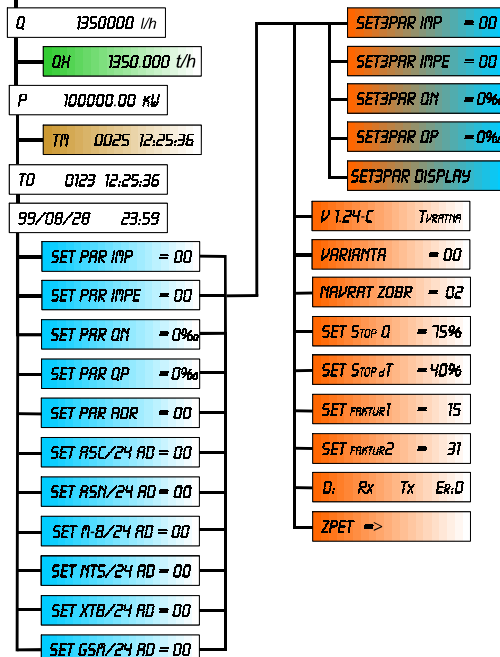 Q 1350000 l/h
QH 1350.000 t/h
P 100000.00 KW
TM 0025 12:25:36
TO 0123 12:25:36
99/08/28 23:59
SET PAR IMP = 00
SET PAR IMPE = 00
SET PAR QN = 0%o
SET PAR QP = 0%o
SET PAR ADR = 00
SET ASC/24 AD = 00
SET ASN/24 AD = 00
SET M-B/24 AD = 00
SET NTS/24 AD = 00
SET XTB/24 AD = 00
SET GSM/24 AD = 00
SET3PAR IMP = 00
SET3PAR IMPE = 00
SET3PAR QN = 0%o
SET3PAR QP = 0%o
SET3PAR DISPLAY
V 1.24-C TVRATNA
VARIANTA = 00
NAVRAT ZOBR = 02
SET STOP Q = 75%
SET STOP dT = 40%
SET FAKTUR1 = 15
SET FAKTUR2 = 31
D: RX TX ER:0
ZPET =>